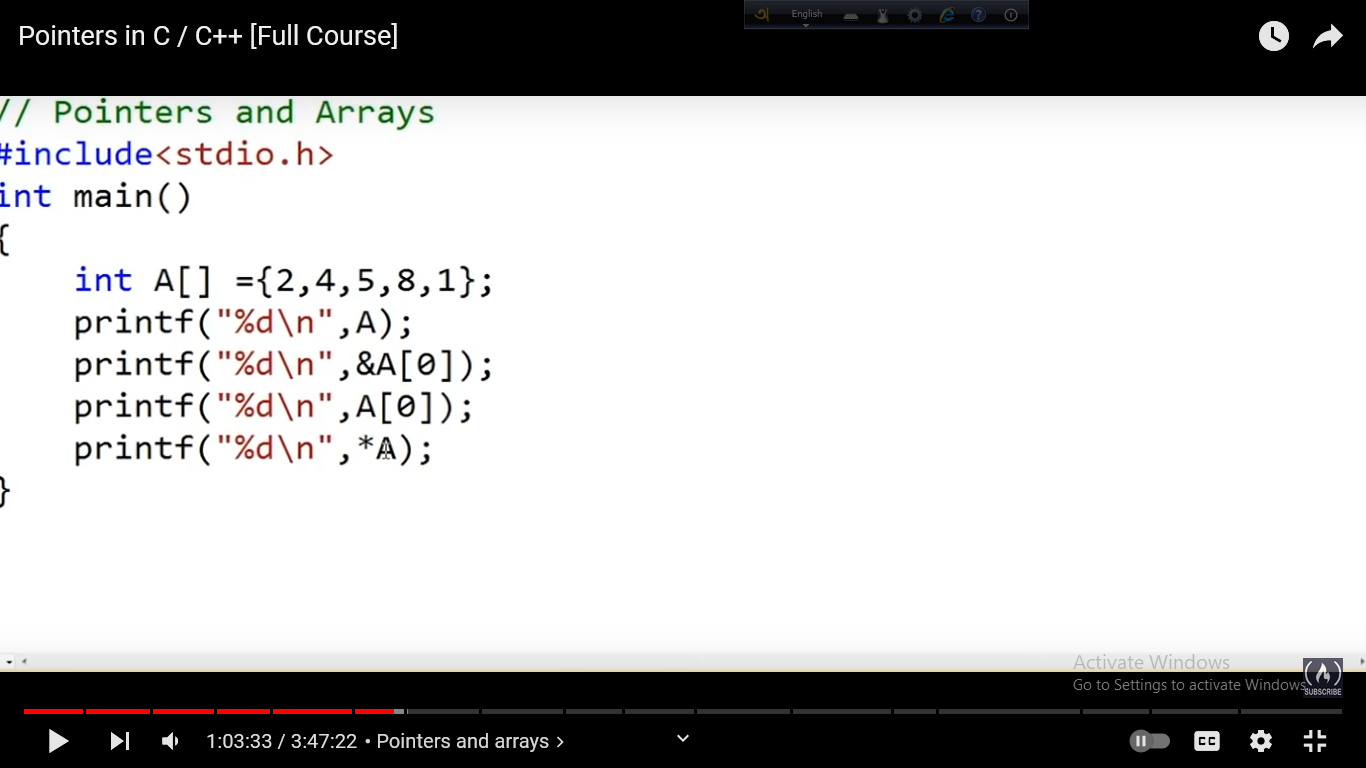 Pointers in C / C++ [Full Course]
English
// Pointers and Arrays
#include<stdio.h>
int main()
{
int A[] ={2,4,5,8,1};
printf("%d\n",A);
printf("%d\n",&A[0]);
printf("%d\n",A[0]);
printf("%d\n",*A);
}
Activate Windows
Go to Settings to activate Windows
SUBSCRIBE
1:03:33 / 3:47:22 • Pointers and arrays >
CC